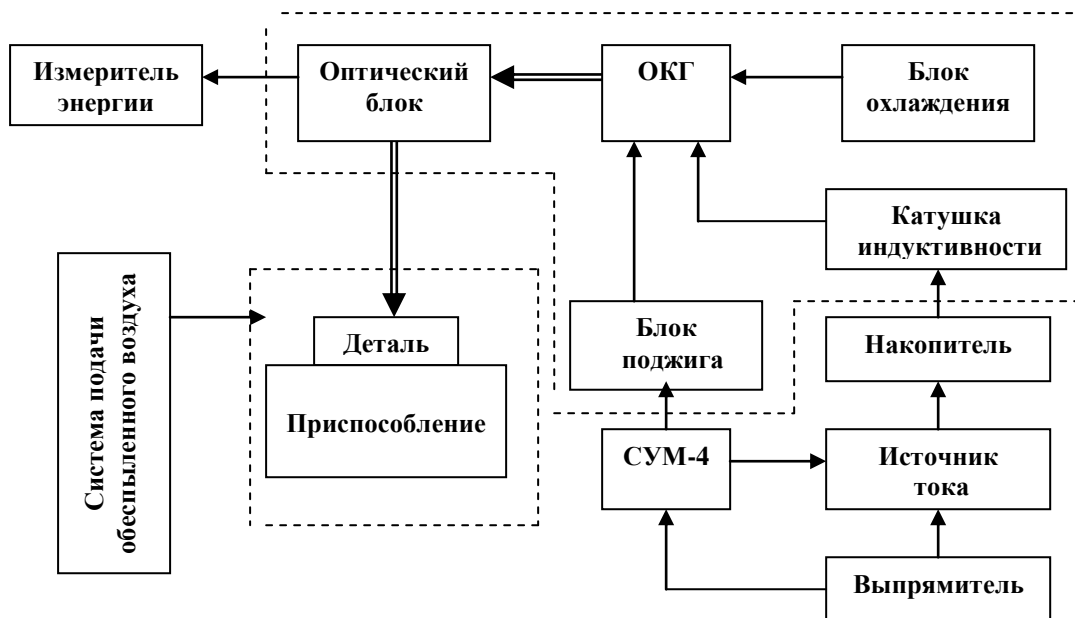 Измеритель
энергии
Оптический
блок
ОКГ
Блок
охлаждения
Катушка
индуктивности
Система подачи
обеспыленного воздуха
Деталь
Приспособление
Блок
поджига
Накопитель
СУМ-4
Источник
тока
Выпрямитель